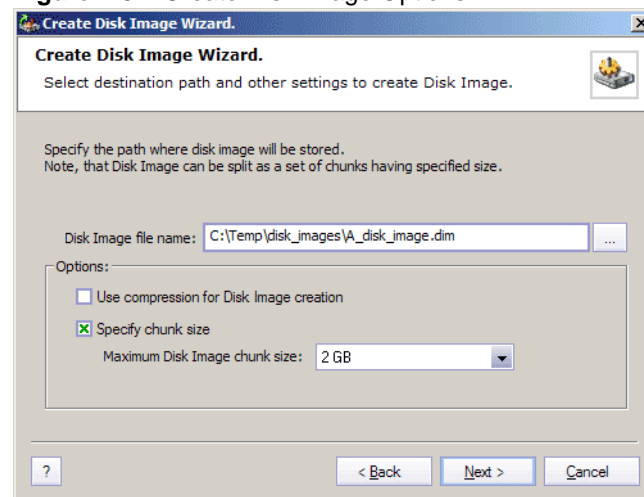 Create Disk Image Wizard.
Create Disk Image Wizard.
Select destination path and other settings to create Disk Image.
Specify the path where disk image will be stored.
Note, that Disk Image can be split as a set of chunks having specified size.
Disk Image file name: C:\Temp\disk_images\A_disk_image.dim ...
Options:
Use compression for Disk Image creation
Specify chunk size
Maximum Disk Image chunk size: 2 GB
? < Back Next > Cancel